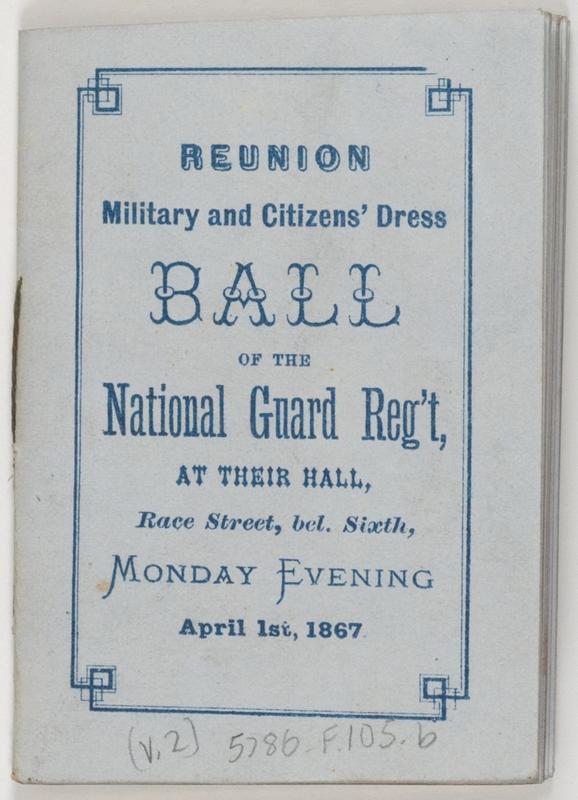 REUNION
Military and Citizens' Dress
BALL
OF THE
National Guard Reg't,
AT THEIR HALL,
Race Street, bel. Sixth,
MONDAY EVENING
April 1st, 1867.
(v.2) 5786.F.105.b